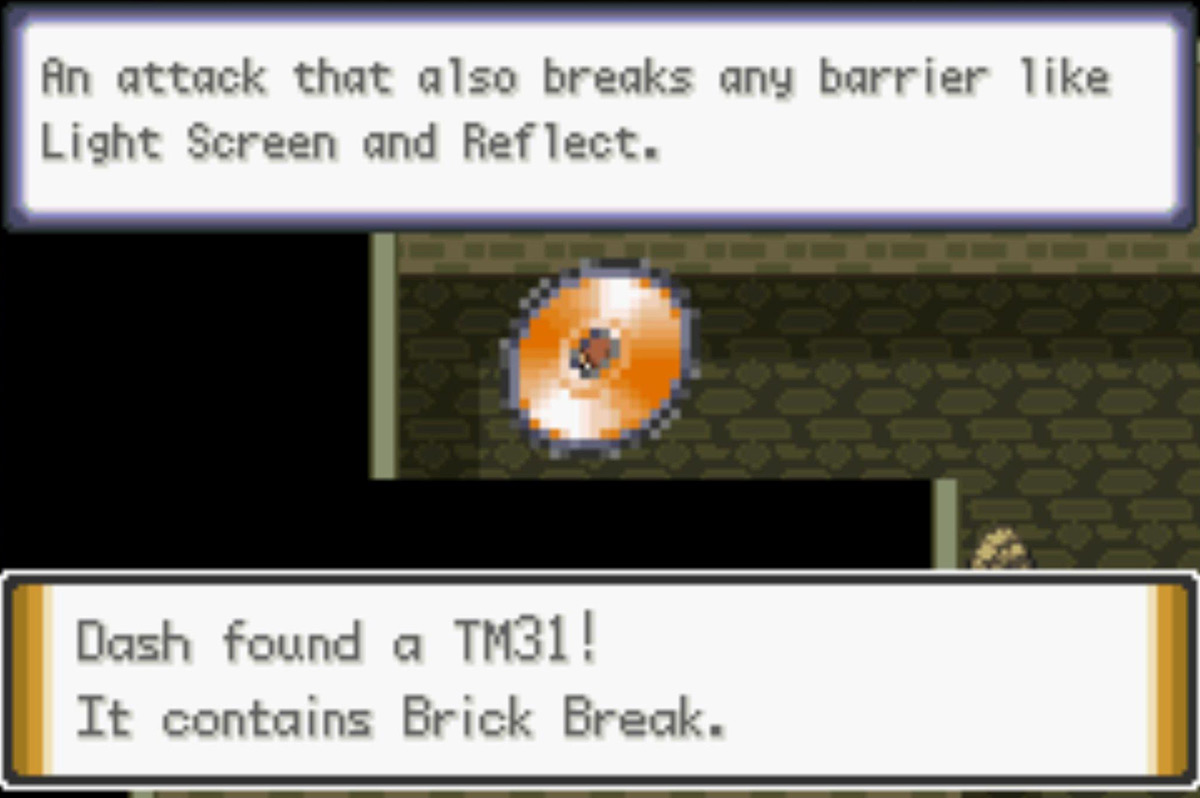 An attack that also breaks any barrier like
Light Screen and Reflect.
Dash found a TM31!
It contains Brick Break.